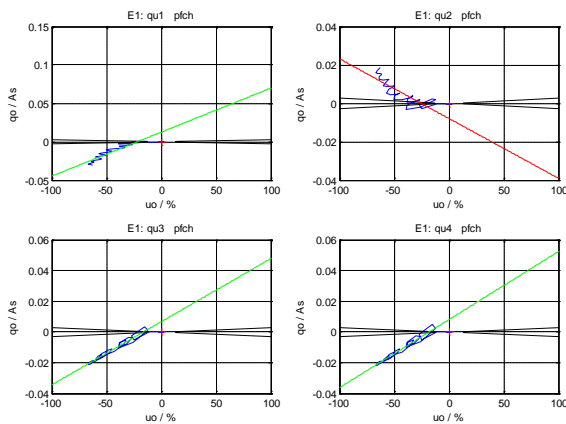 E1: qu1 pfch
0.15
0.1
0.05
0
-0.05
qo / As
-100 -50 0 50 100
uo / %
E1: qu2 pfch
0.04
0.02
0
-0.02
-0.04
qo / As
-100 -50 0 50 100
uo / %
E1: qu3 pfch
0.06
0.04
0.02
0
-0.02
-0.04
qo / As
-100 -50 0 50 100
uo / %
E1: qu4 pfch
0.06
0.04
0.02
0
-0.02
-0.04
qo / As
-100 -50 0 50 100
uo / %